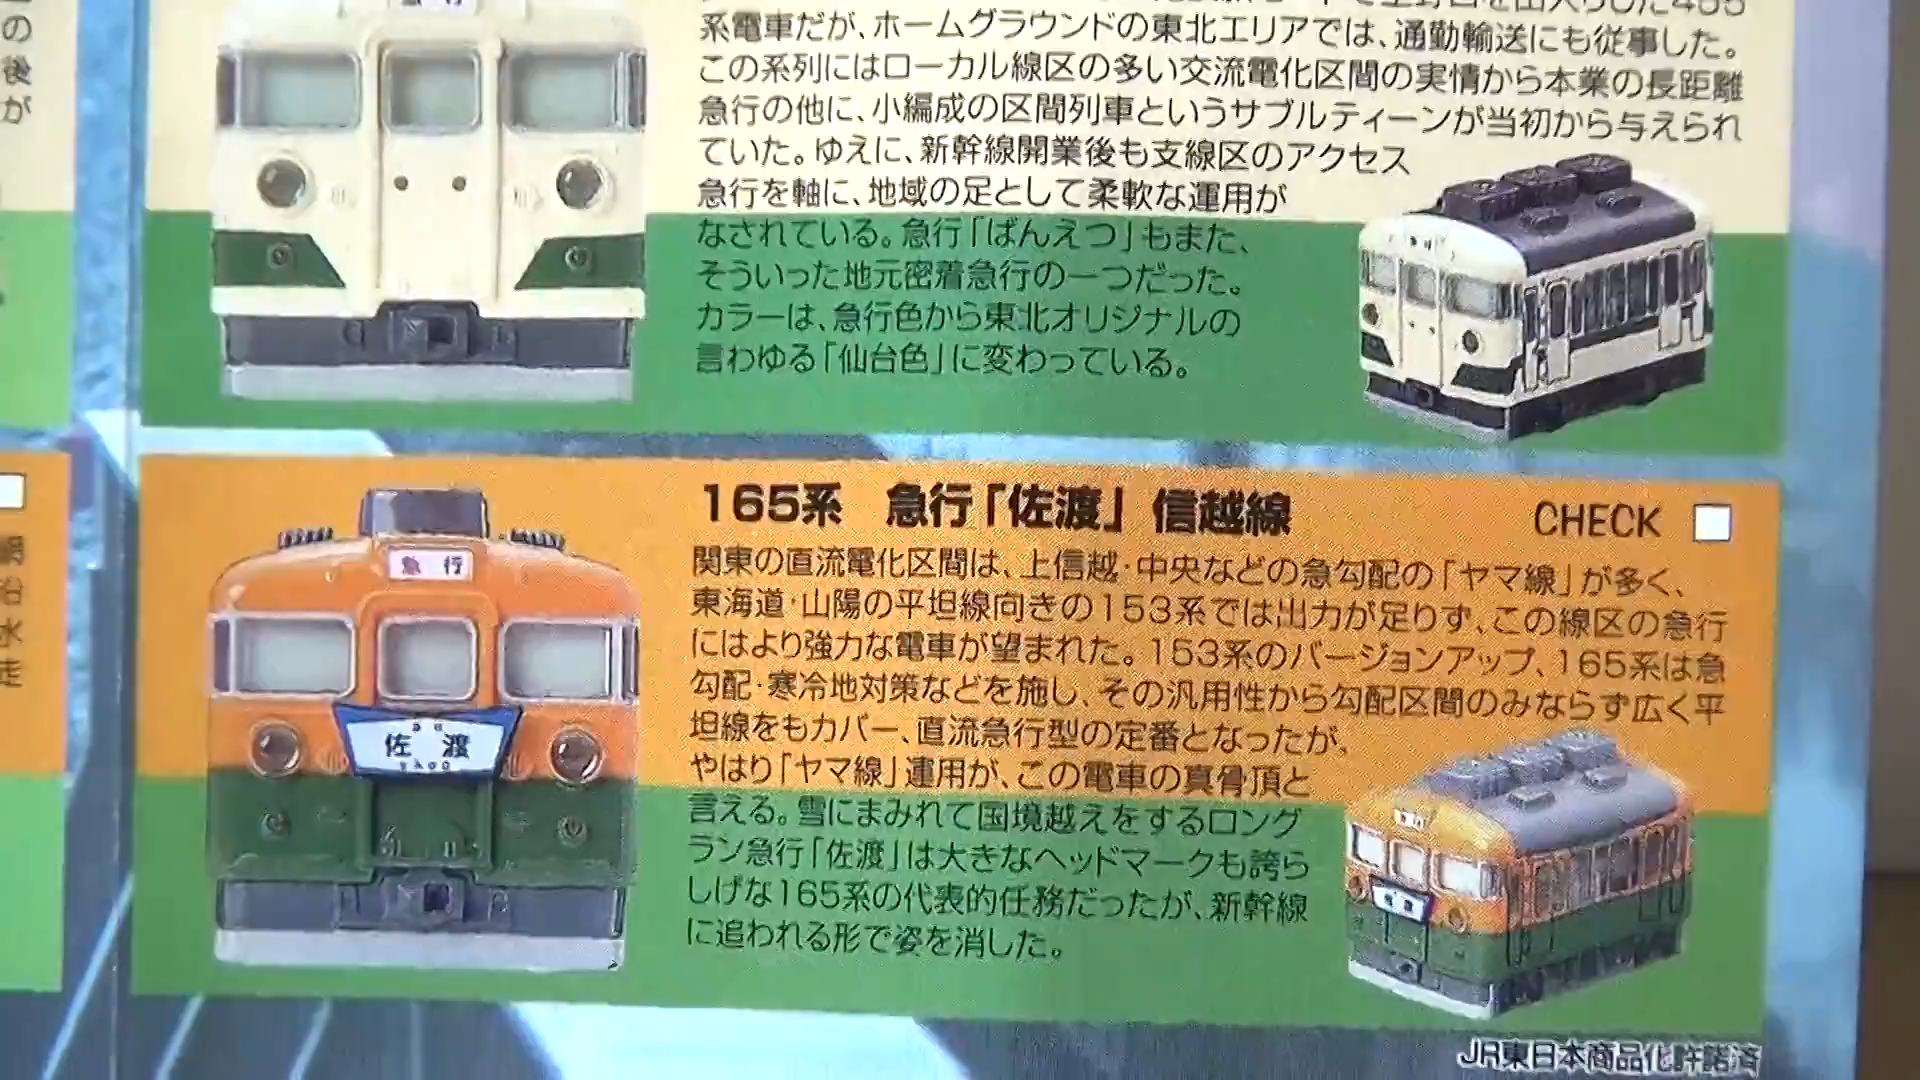 の
後
が
急行
系電車だが、ホームグラウンドの東北エリアでは、通勤輸送にも従事した。
この系列にはローカル線区の多い交流電化区間の実情から本業の長距離
急行の他に、小編成の区間列車というサブルティーンが当初から与えられ
ていた。ゆえに、新幹線開業後も支線区のアクセス
急行を軸に、地域の足として柔軟な運用が
なされている。急行「ばんえつ」もまた、
そういった地元密着急行の一つだった。
カラーは、急行色から東北オリジナルの
言わゆる「仙台色」に変わっている。
165系 急行「佐渡」信越線
CHECK
関東の直流電化区間は、上信越・中央などの急勾配の「ヤマ線」が多く、
東海道・山陽の平坦線向きの153系では出力が足りず、この線区の急行
にはより強力な電車が望まれた。153系のバージョンアップ、165系は急
勾配・寒冷地対策などを施し、その汎用性から勾配区間のみならず広く平
坦線をもカバー、直流急行型の定番となったが、
やはり「ヤマ線」運用が、この電車の真骨頂と
言える。雪にまみれて国境越えをするロング
ラン急行「佐渡」は大きなヘッドマークも誇ら
しげな165系の代表的任務だったが、新幹線
に追われる形で姿を消した。
急行
佐渡
佐渡
水
走
JR東日本商品化許諾済